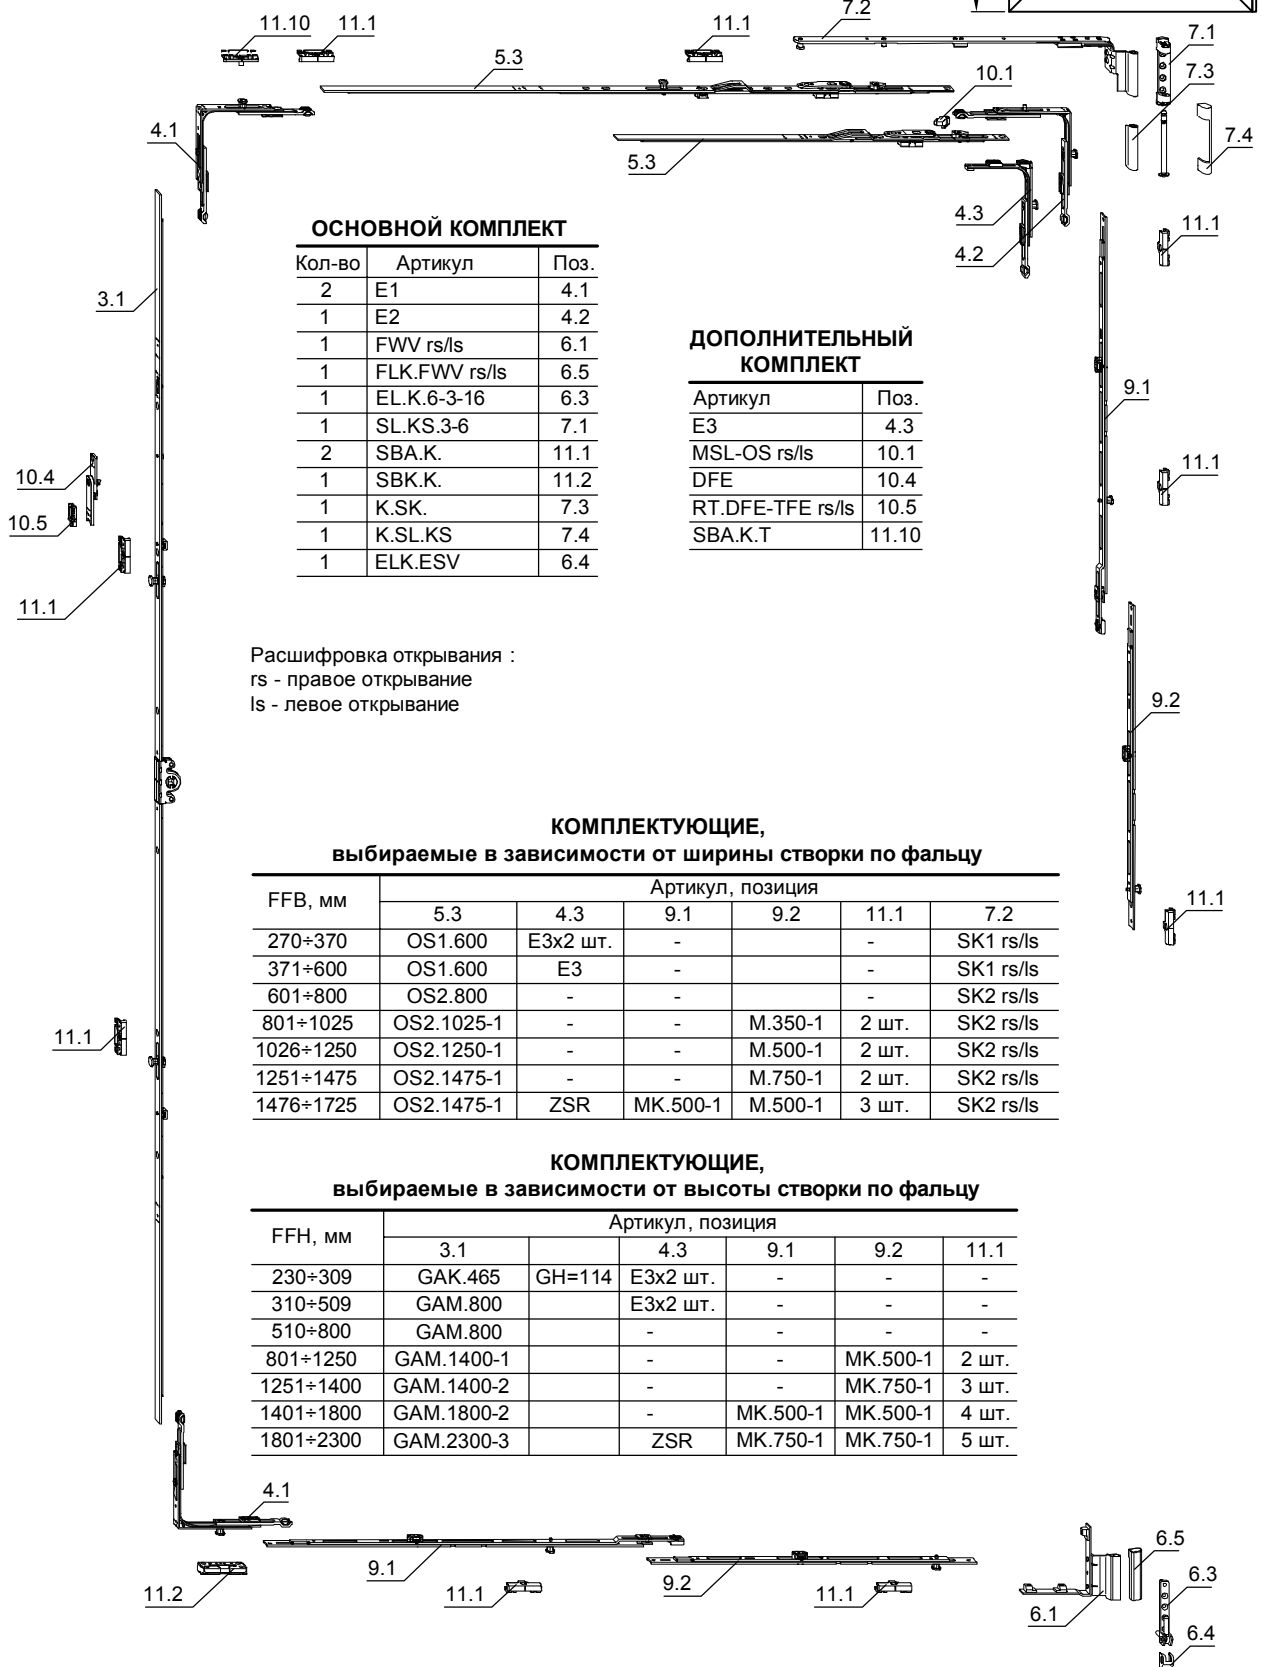 11.10
11.1
11.1
7.2
7.1
5.3
10.1
7.3
4.1
5.3
7.4
4.3
4.2
11.1
3.1
ОСНОВНОЙ КОМПЛЕКТ
Кол-во Артикул Поз.
2 E1 4.1
1 E2 4.2
1 FWV rs/ls 6.1
1 FLK.FWV rs/ls 6.5
1 EL.K.6-3-16 6.3
1 SL.KS.3-6 7.1
2 SBA.K. 11.1
1 SBK.K. 11.2
1 K.SK. 7.3
1 K.SL.KS 7.4
1 ELK.ESV 6.4
ДОПОЛНИТЕЛЬНЫЙ
КОМПЛЕКТ
Артикул Поз.
E3 4.3
MSL-OS rs/ls 10.1
DFE 10.4
RT.DFE-TFE rs/ls 10.5
SBA.K.T 11.10
9.1
10.4
11.1
10.5
11.1
Расшифровка открывания :
rs - правое открывание
ls - левое открывание
9.2
КОМПЛЕКТУЮЩИЕ,
выбираемые в зависимости от ширины створки по фальцу
FFB, мм Артикул, позиция
5.3 4.3 9.1 9.2 11.1 7.2
270÷370 OS1.600 E3x2 шт. - - SK1 rs/ls
371÷600 OS1.600 E3 - - SK1 rs/ls
601÷800 OS2.800 - - - SK2 rs/ls
801÷1025 OS2.1025-1 - - M.350-1 2 шт. SK2 rs/ls
1026÷1250 OS2.1250-1 - - M.500-1 2 шт. SK2 rs/ls
1251÷1475 OS2.1475-1 - - M.750-1 2 шт. SK2 rs/ls
1476÷1725 OS2.1475-1 ZSR MK.500-1 M.500-1 3 шт. SK2 rs/ls
11.1
11.1
КОМПЛЕКТУЮЩИЕ,
выбираемые в зависимости от высоты створки по фальцу
FFH, мм Артикул, позиция
3.1 4.3 9.1 9.2 11.1
230÷309 GAK.465 GH=114 E3x2 шт. - - -
310÷509 GAM.800 E3x2 шт. - - -
510÷800 GAM.800 - - - -
801÷1250 GAM.1400-1 - - MK.500-1 2 шт.
1251÷1400 GAM.1400-2 - - MK.750-1 3 шт.
1401÷1800 GAM.1800-2 - MK.500-1 MK.500-1 4 шт.
1801÷2300 GAM.2300-3 ZSR MK.750-1 MK.750-1 5 шт.
4.1
9.1
9.2
11.2
11.1
11.1
6.5
6.3
6.1
6.4